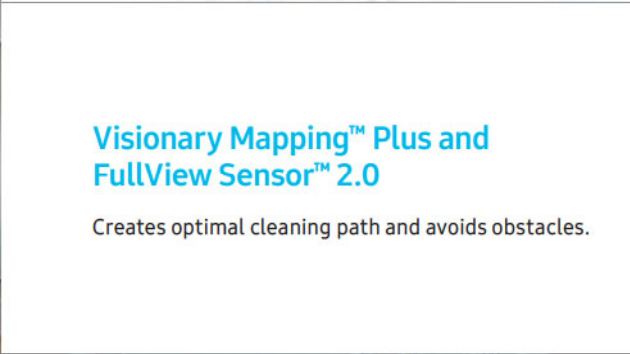 Visionary Mapping™ Plus and
FullView Sensor™ 2.0
Creates optimal cleaning path and avoids obstacles.